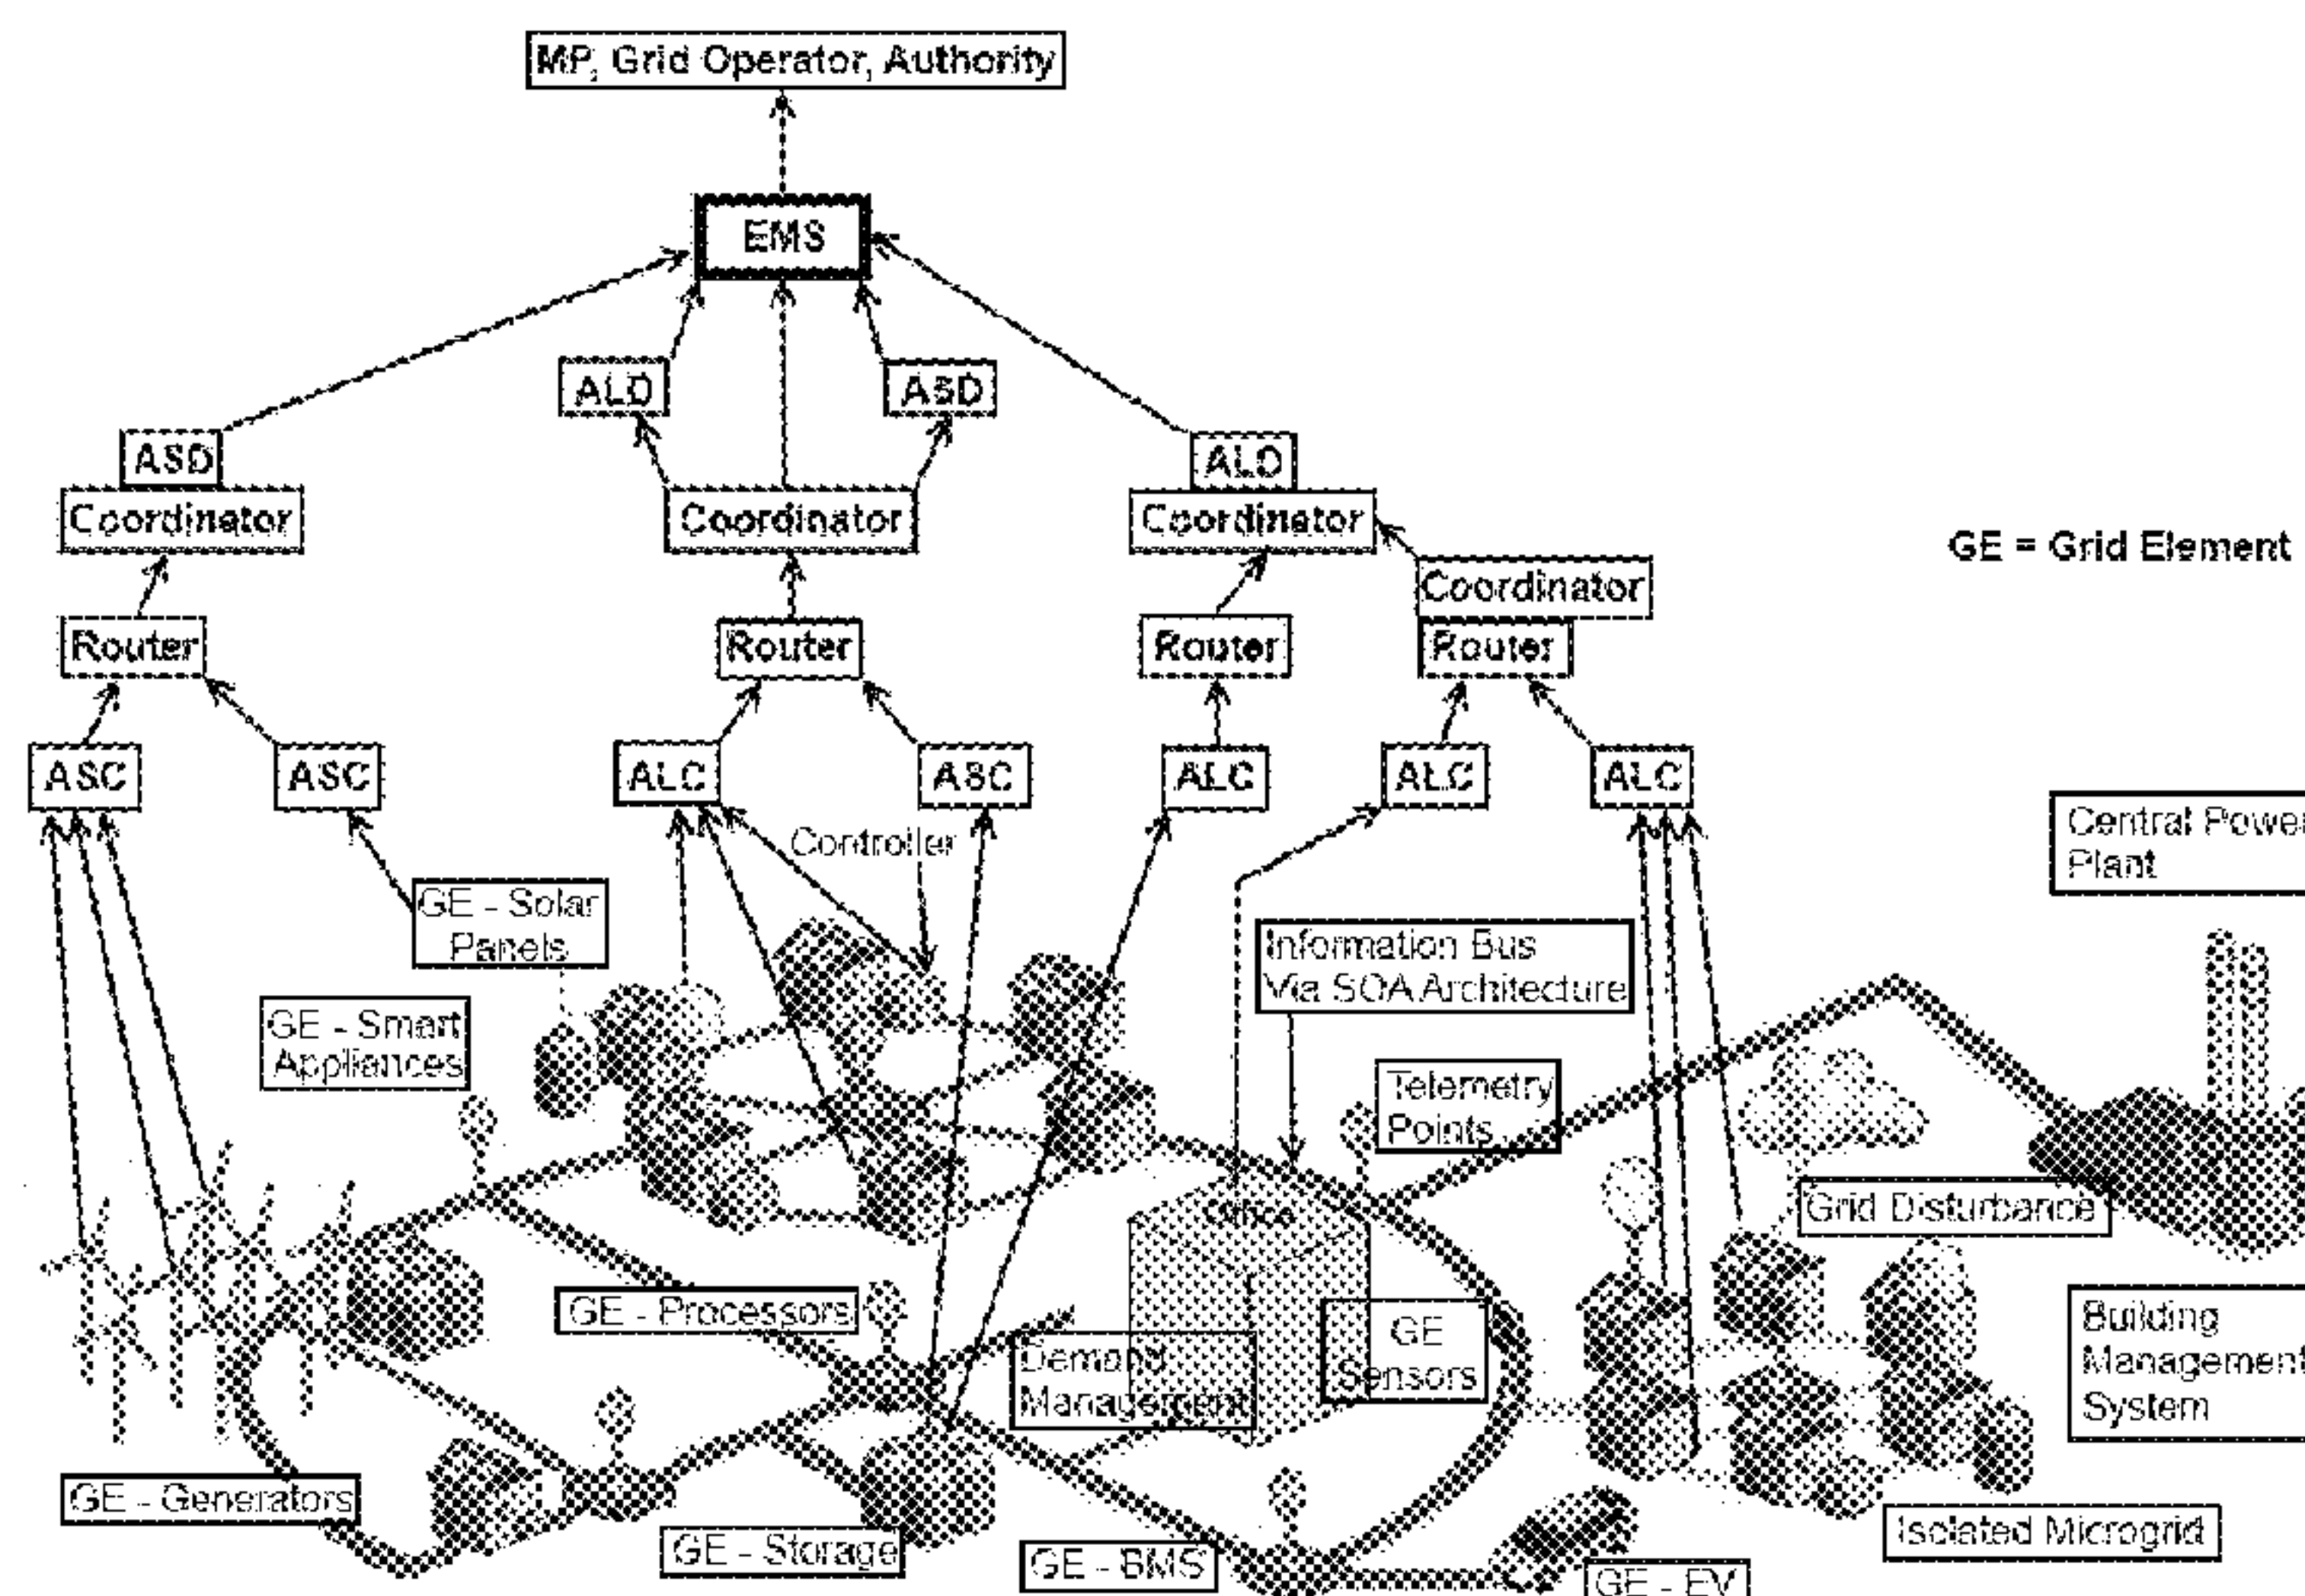 MP, Grid Operator, Authority
EMS
ALD
ASD
ASD
ALD
Coordinator
Coordinator
Coordinator
GE = Grid Element
Coordinator
Router
Router
Router
Router
ASC
ASC
ALC
ASC
ALC
ALC
ALC
Controller
Central Power
Plant
GE - Solar
Panels
Information Bus
Via SOA Architecture
GE - Smart
Appliances
Telemetry
Points
Grid Disturbance
Office
GE - Processors
Demand
Management
GE
Sensors
Building
Management
System
GE - Generators
GE - Storage
GE - BMS
Isolated Microgrid
GE - EV